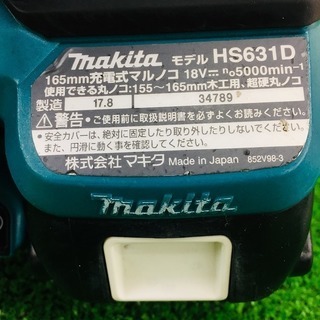 makita モデル HS631D
165mm充電式マルノコ 18V⎓ n₀5000min⁻¹
使用できる丸ノコ:155～165mm木工用、超硬丸ノコ
製造 17.8 34789
⚠警告・ご使用前に取扱説明書をよくお読みください。
・安全カバーは、絶対に固定したり取り外したりしないでください。
また、円滑に動く事を確認してください。
株式会社マキタ Made in Japan 852V98-3
makita